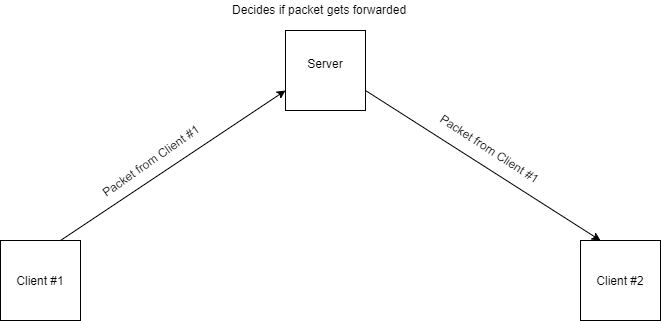 Decides if packet gets forwarded
Server
Packet from Client #1
Packet from Client #1
Client #1
Client #2